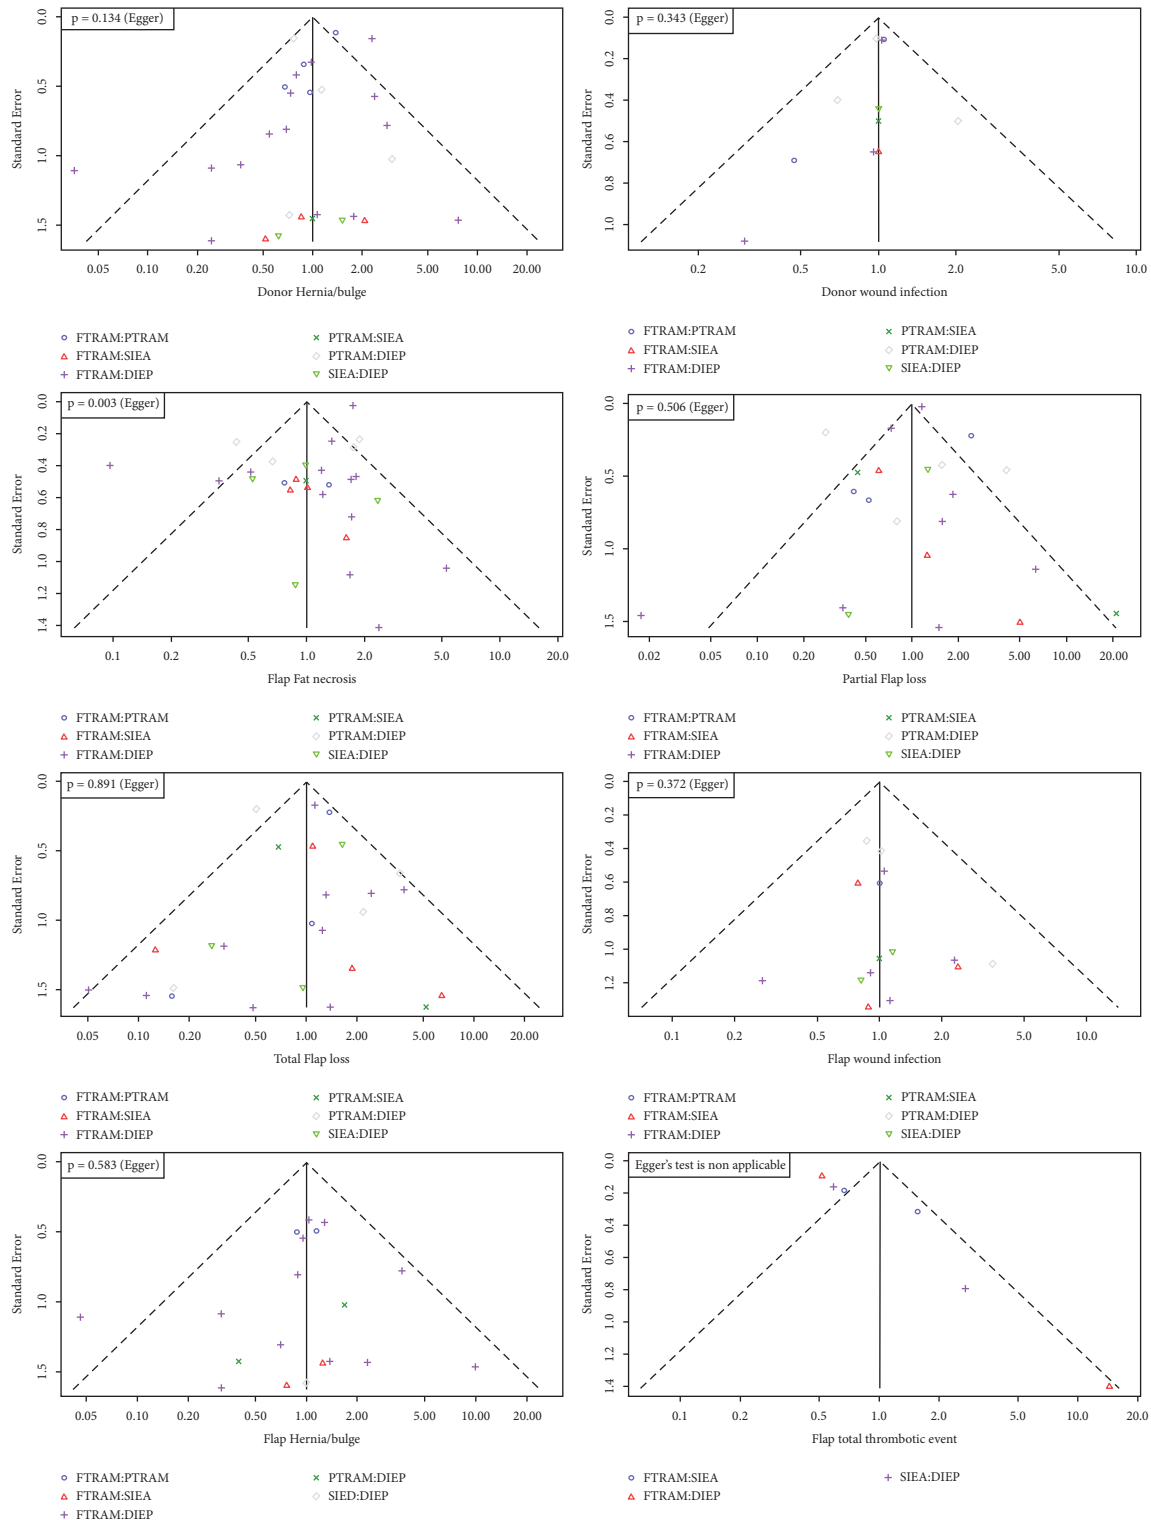 p = 0.134 (Egger)
Standard Error
0.0
0.5
1.0
1.5
0.05 0.10 0.20 0.50 1.00 2.00 5.00 10.00 20.00
Donor Hernia/bulge
FTRAM:PTRAM
FTRAM:SIEA
FTRAM:DIEP
PTRAM:SIEA
PTRAM:DIEP
SIEA:DIEP
p = 0.343 (Egger)
Standard Error
0.0
0.2
0.4
0.6
0.8
1.0
0.2 0.5 1.0 2.0 5.0 10.0
Donor wound infection
FTRAM:PTRAM
FTRAM:SIEA
FTRAM:DIEP
PTRAM:SIEA
PTRAM:DIEP
SIEA:DIEP
p = 0.003 (Egger)
Standard Error
0.0
0.2
0.4
0.6
0.8
1.0
1.2
1.4
0.1 0.2 0.5 1.0 2.0 5.0 10.0
Flap Fat necrosis
FTRAM:PTRAM
FTRAM:SIEA
FTRAM:DIEP
PTRAM:SIEA
PTRAM:DIEP
SIEA:DIEP
p = 0.506 (Egger)
Standard Error
0.0
0.5
1.0
1.5
0.02 0.05 0.10 0.20 0.50 1.00 2.00 5.00 10.00 20.00
Partial Flap loss
FTRAM:PTRAM
FTRAM:SIEA
FTRAM:DIEP
PTRAM:SIEA
PTRAM:DIEP
SIEA:DIEP
p = 0.891 (Egger)
Standard Error
0.0
0.5
1.0
1.5
0.05 0.10 0.20 0.50 1.00 2.00 5.00 10.00 20.00
Total Flap loss
FTRAM:PTRAM
FTRAM:SIEA
FTRAM:DIEP
PTRAM:SIEA
PTRAM:DIEP
SIEA:DIEP
p = 0.372 (Egger)
Standard Error
0.0
0.2
0.4
0.6
0.8
1.0
1.2
0.1 0.2 0.5 1.0 2.0 5.0 10.0
Flap wound infection
FTRAM:PTRAM
FTRAM:SIEA
FTRAM:DIEP
PTRAM:SIEA
PTRAM:DIEP
SIEA:DIEP
p = 0.583 (Egger)
Standard Error
0.0
0.5
1.0
1.5
0.05 0.10 0.20 0.50 1.00 2.00 5.00 10.00 20.00
Flap Hernia/bulge
FTRAM:PTRAM
FTRAM:SIEA
FTRAM:DIEP
PTRAM:DIEP
SIED:DIEP
Egger's test is non applicable
Standard Error
0.0
0.2
0.4
0.6
0.8
1.0
1.2
1.4
0.1 0.2 0.5 1.0 2.0 5.0 10.0 20.0
Flap total thrombotic event
FTRAM:SIEA
FTRAM:DIEP
SIEA:DIEP